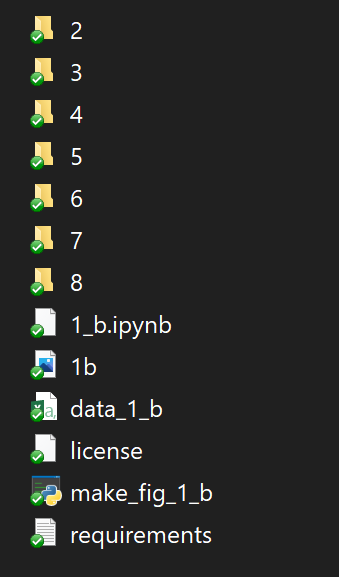 2
3
4
5
6
7
8
1_b.ipynb
1b
data_1_b
license
make_fig_1_b
requirements